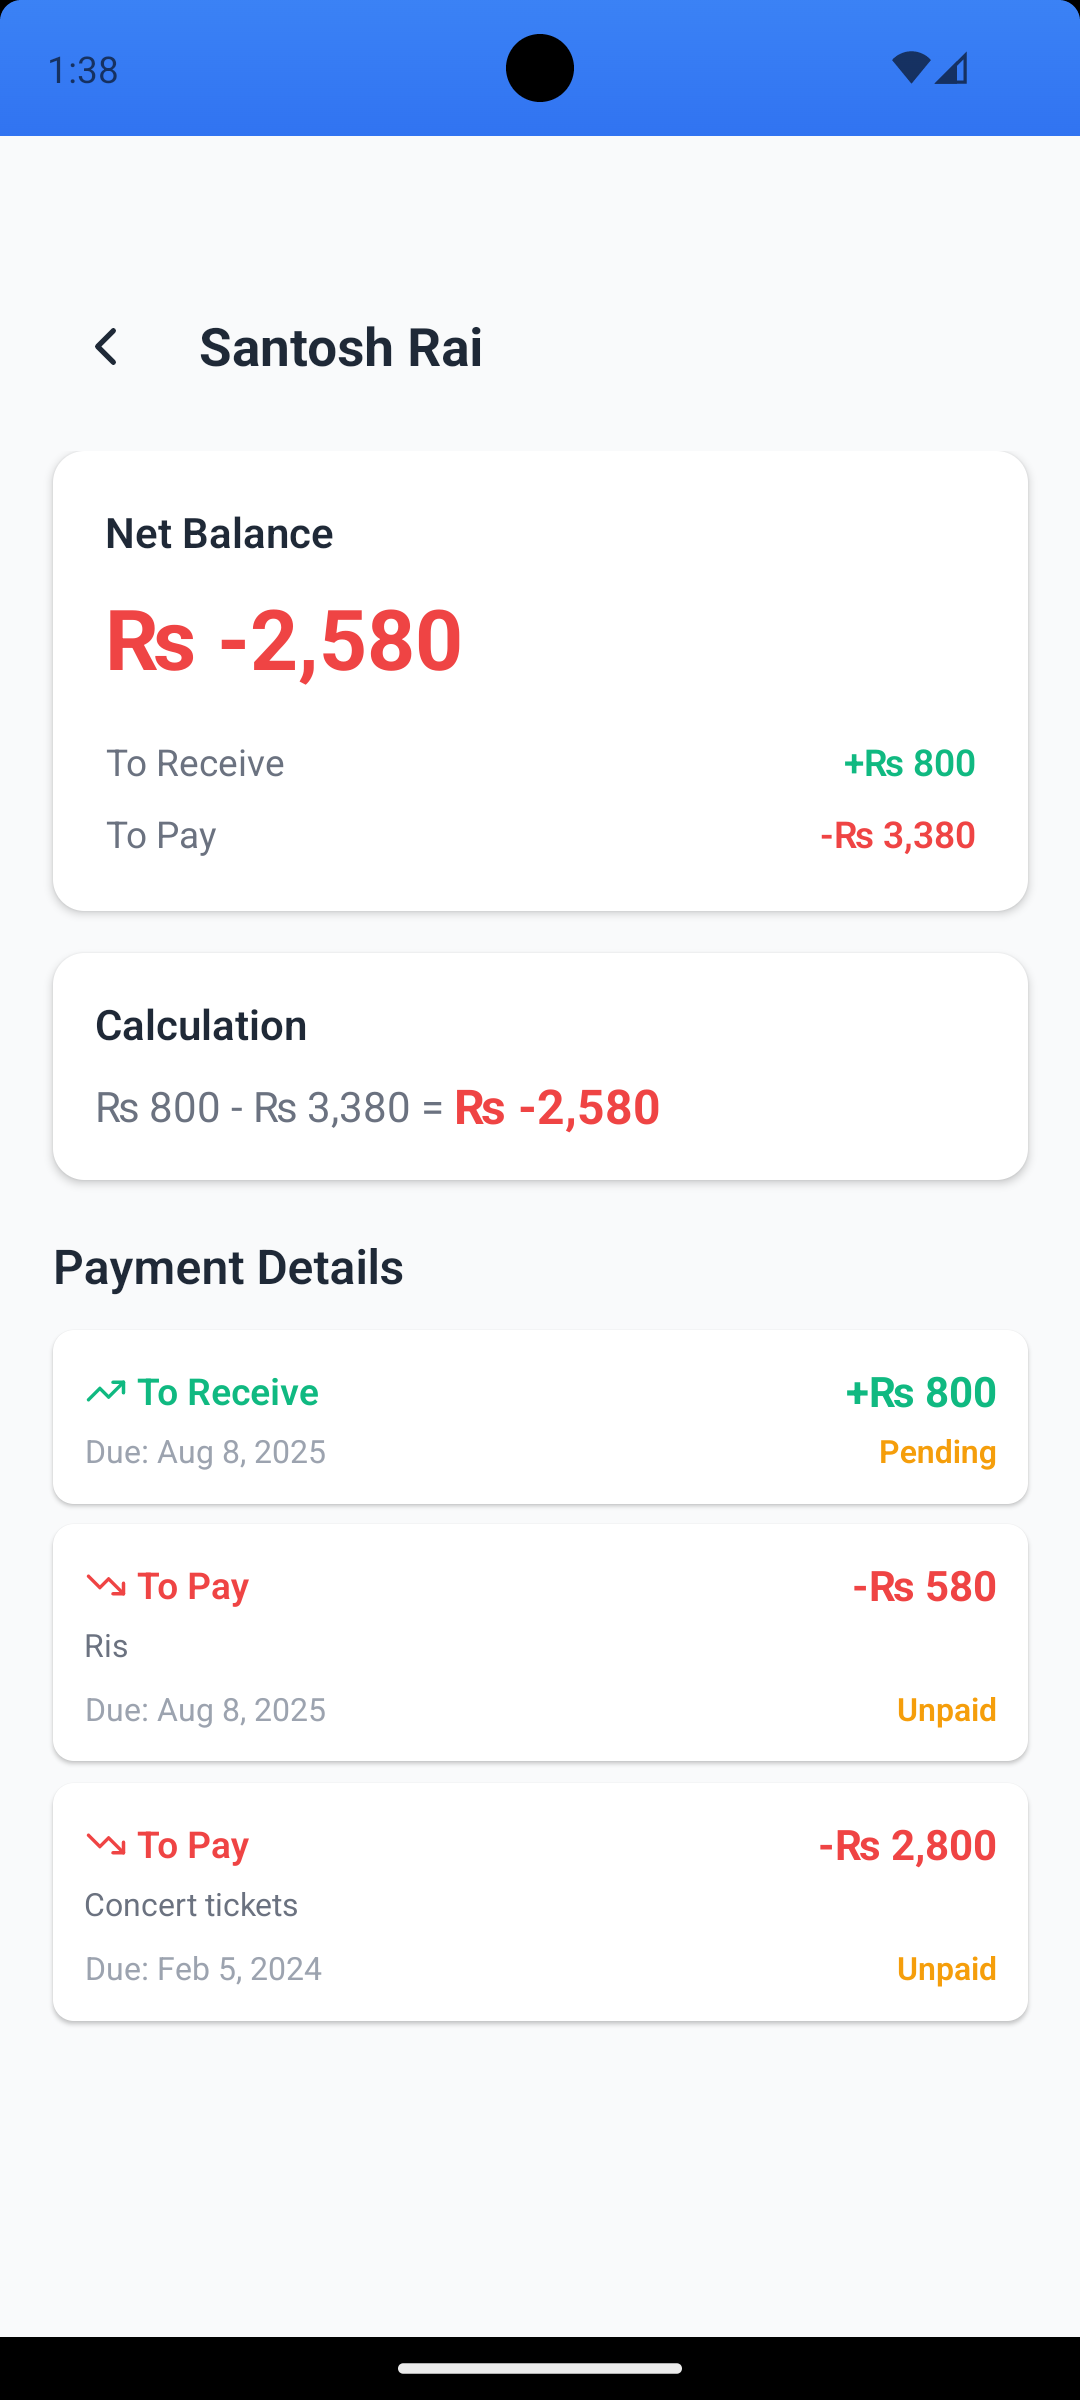 1:38
Santosh Rai
Net Balance
₨ -2,580
To Receive +₨ 800
To Pay -₨ 3,380
Calculation
₨ 800 - ₨ 3,380 = ₨ -2,580
Payment Details
To Receive +₨ 800
Due: Aug 8, 2025 Pending
To Pay -₨ 580
Ris
Due: Aug 8, 2025 Unpaid
To Pay -₨ 2,800
Concert tickets
Due: Feb 5, 2024 Unpaid